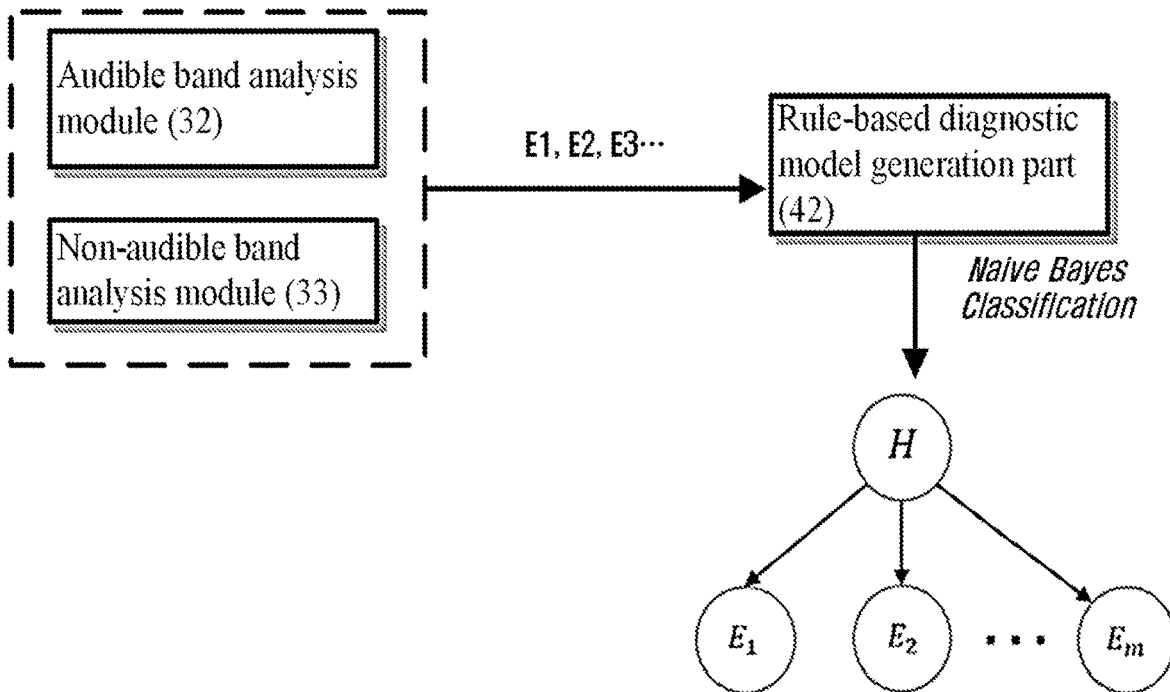 Audible band analysis
module (32)
Non-audible band
analysis module (33)
E1, E2, E3···
Rule-based diagnostic
model generation part
(42)
Naive Bayes
Classification
H
E₁
E₂
• • •
Eₘ